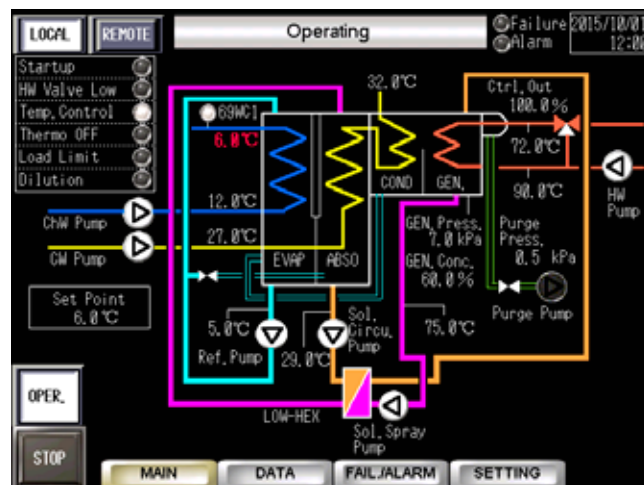 LOCAL
REMOTE
Operating
Failure
Alarm
2015/10/01
12:00
Startup
HW Valve Low
Temp.Control
Thermo OFF
Load Limit
Dilution
69WC1
6.0℃
32.0℃
Ctrl.Out
100.0%
72.0℃
90.0℃
HW
Pump
COND
GEN.
12.0℃
ChW Pump
27.0℃
CW Pump
EVAP
ABSO
GEN.Press.
7.0 kPa
GEN.Conc.
60.0 %
Purge
Press.
0.5 kPa
Purge Pump
Set Point
6.0℃
5.0℃
Ref.Pump
29.0℃
Sol.
Circu.
Pump
75.0℃
LOW-HEX
Sol.Spray
Pump
OPER.
STOP
MAIN
DATA
FAIL/ALARM
SETTING